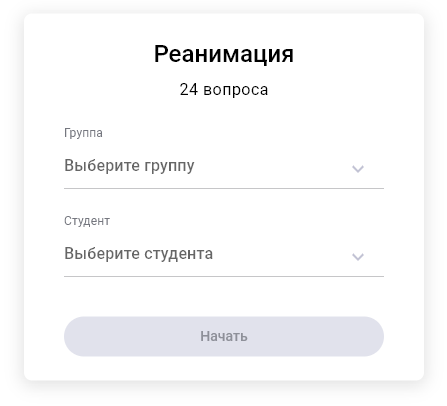 Реанимация
24 вопроса
Группа
Выберите группу
Студент
Выберите студента
Начать